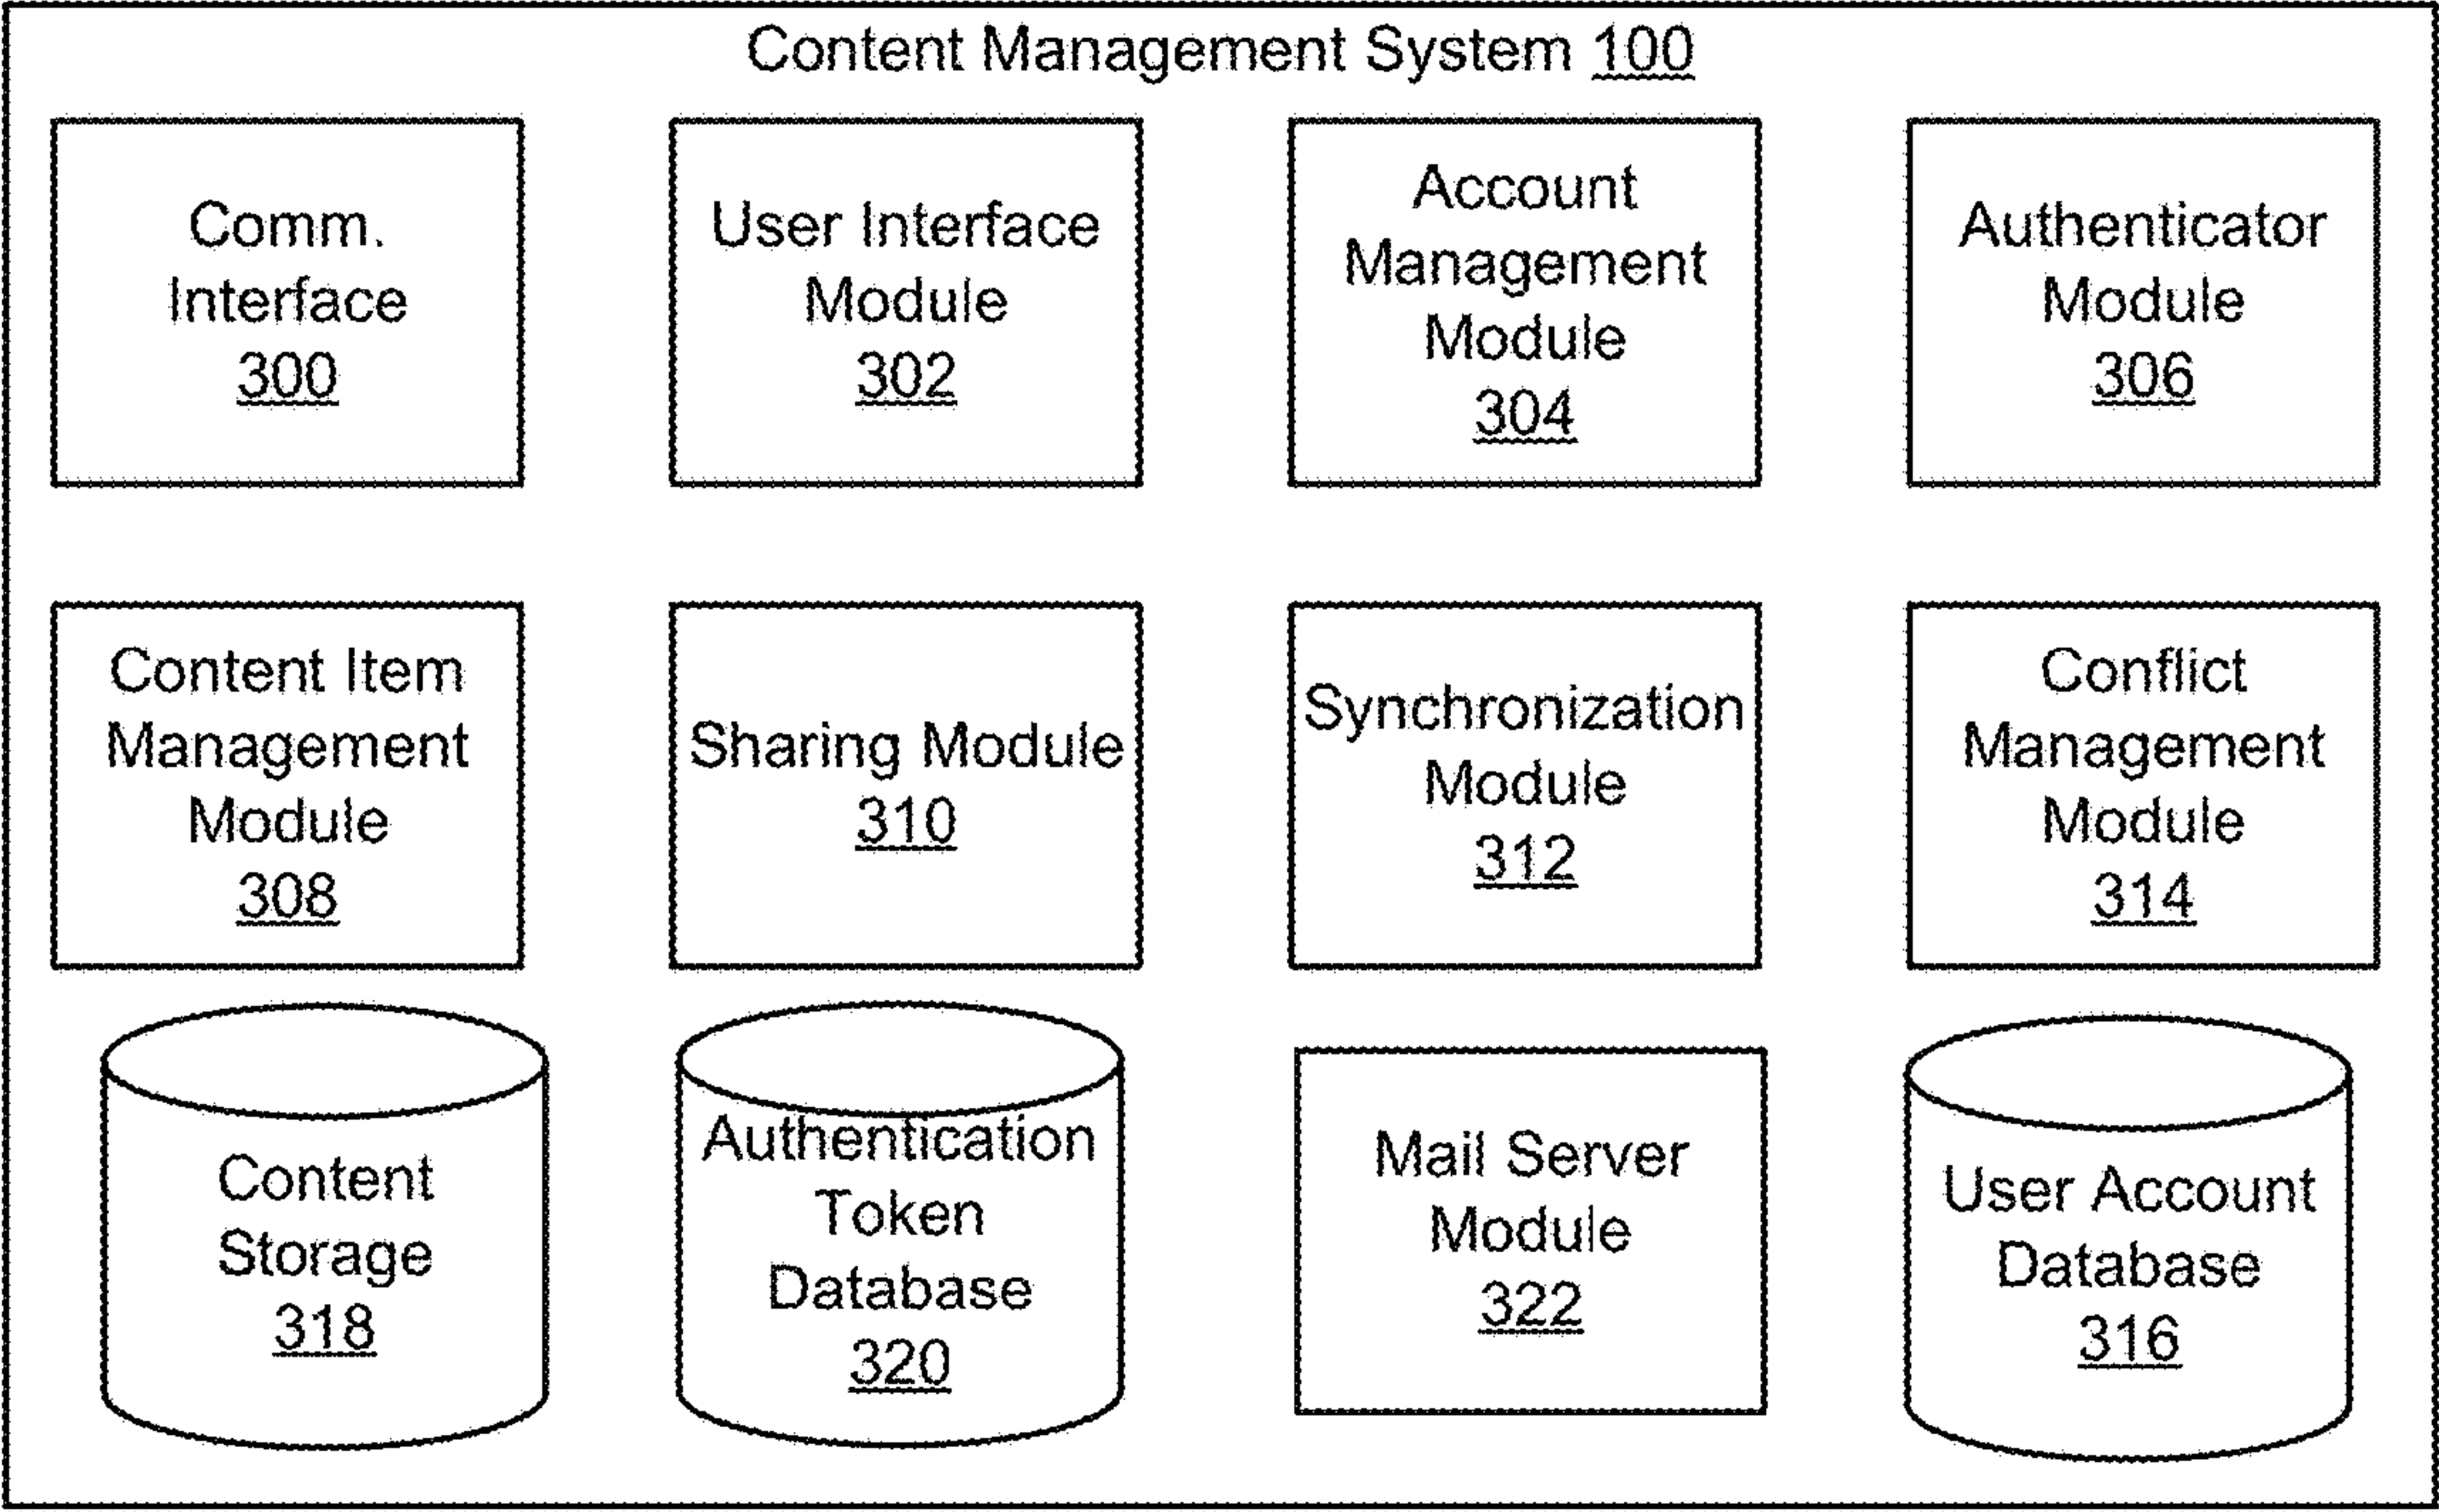 Content Management System 100
Comm.
Interface
300
User Interface
Module
302
Account
Management
Module
304
Authenticator
Module
306
Content Item
Management
Module
308
Sharing Module
310
Synchronization
Module
312
Conflict
Management
Module
314
Content
Storage
318
Authentication
Token
Database
320
Mail Server
Module
322
User Account
Database
316